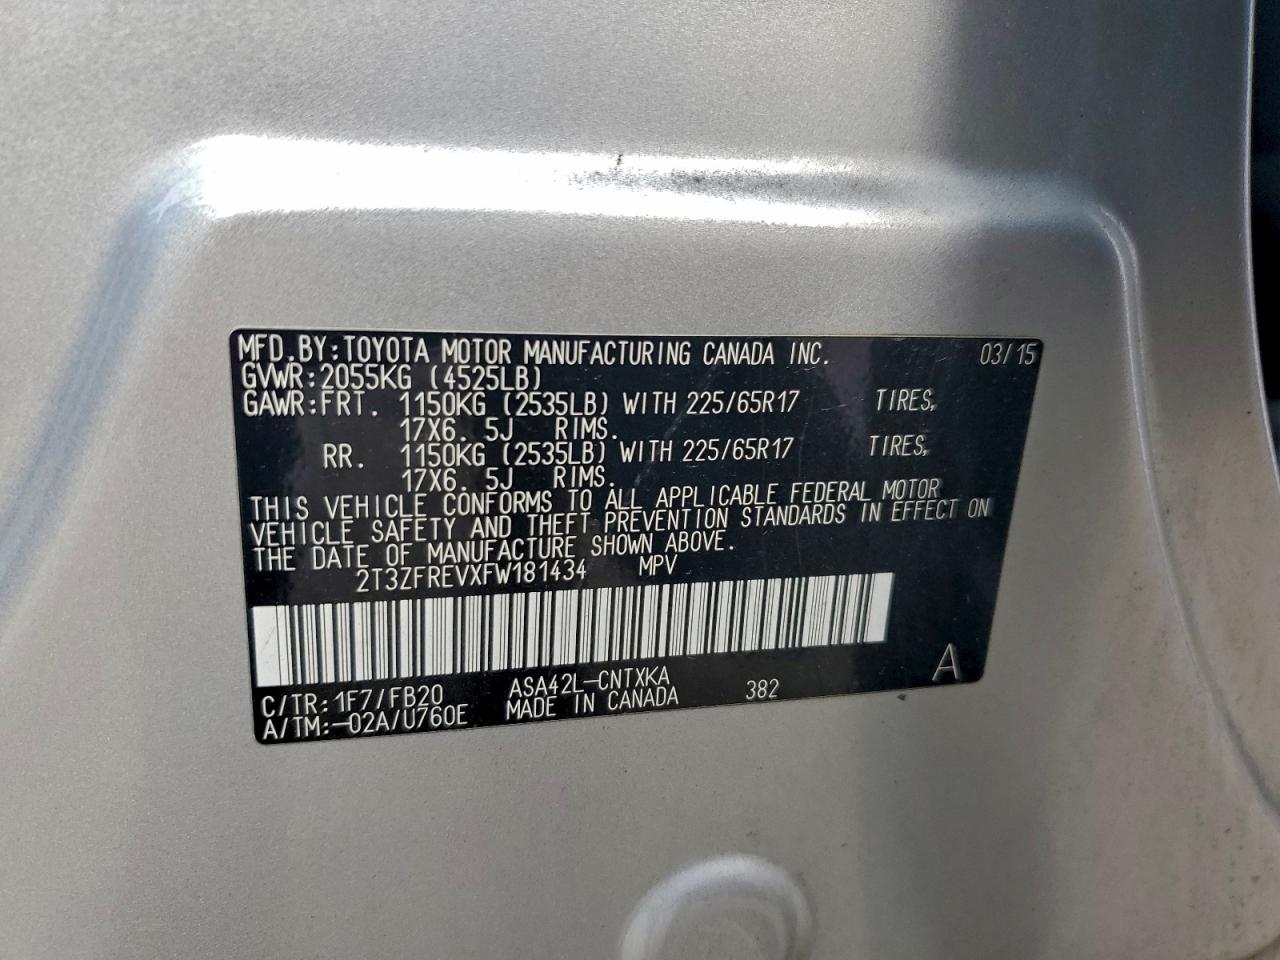 MFD.BY:TOYOTA MOTOR MANUFACTURING CANADA INC. 03/15
GVWR:2055KG (4525LB)
GAWR:FRT. 1150KG (2535LB) WITH 225/65R17 TIRES,
17X6. 5J RIMS.
RR. 1150KG (2535LB) WITH 225/65R17 TIRES,
17X6. 5J RIMS.
THIS VEHICLE CONFORMS TO ALL APPLICABLE FEDERAL MOTOR
VEHICLE SAFETY AND THEFT PREVENTION STANDARDS IN EFFECT ON
THE DATE OF MANUFACTURE SHOWN ABOVE.
2T3ZFREVXFW181434 MPV
C/TR:1F7/FB20 ASA42L-CNTXKA 382 A
A/TM:-02A/U760E MADE IN CANADA